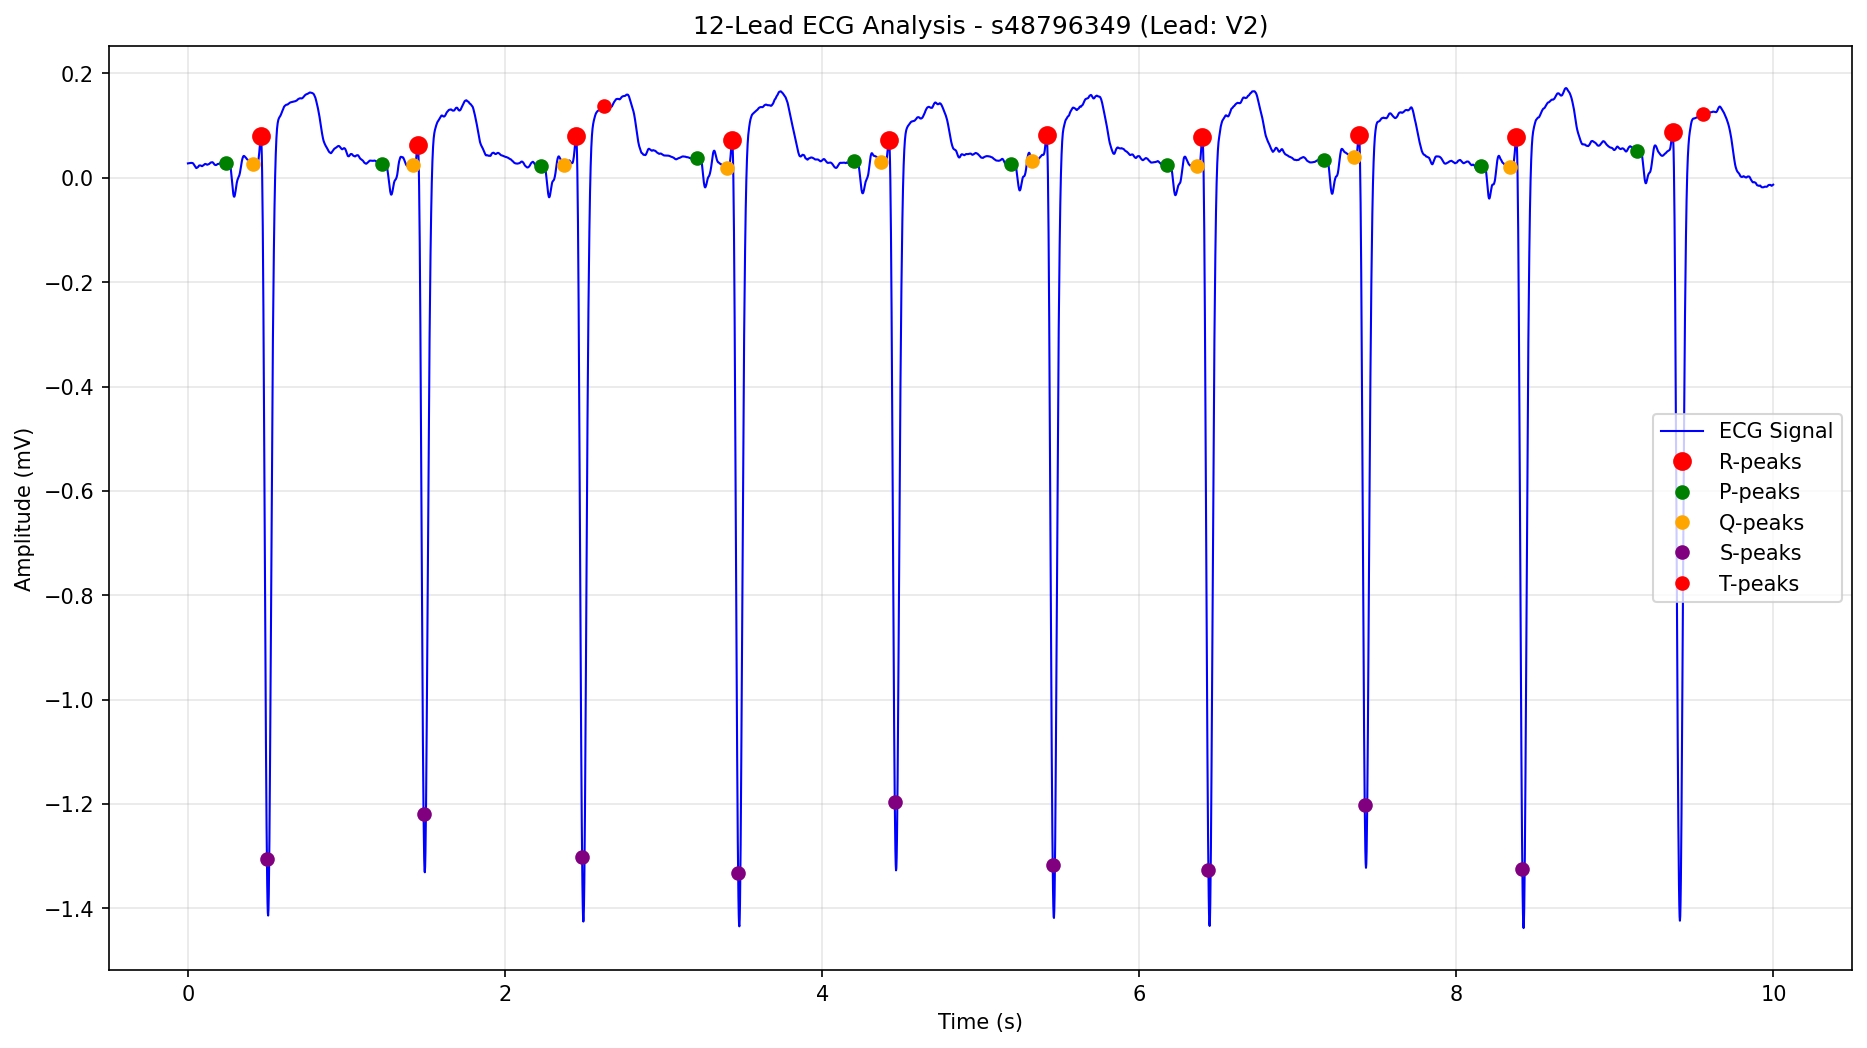 12-Lead ECG Analysis - s48796349 (Lead: V2)
Amplitude (mV)
0.2
0.0
−0.2
−0.4
−0.6
−0.8
−1.0
−1.2
−1.4
ECG Signal
R-peaks
P-peaks
Q-peaks
S-peaks
T-peaks
0 2 4 6 8 10
Time (s)